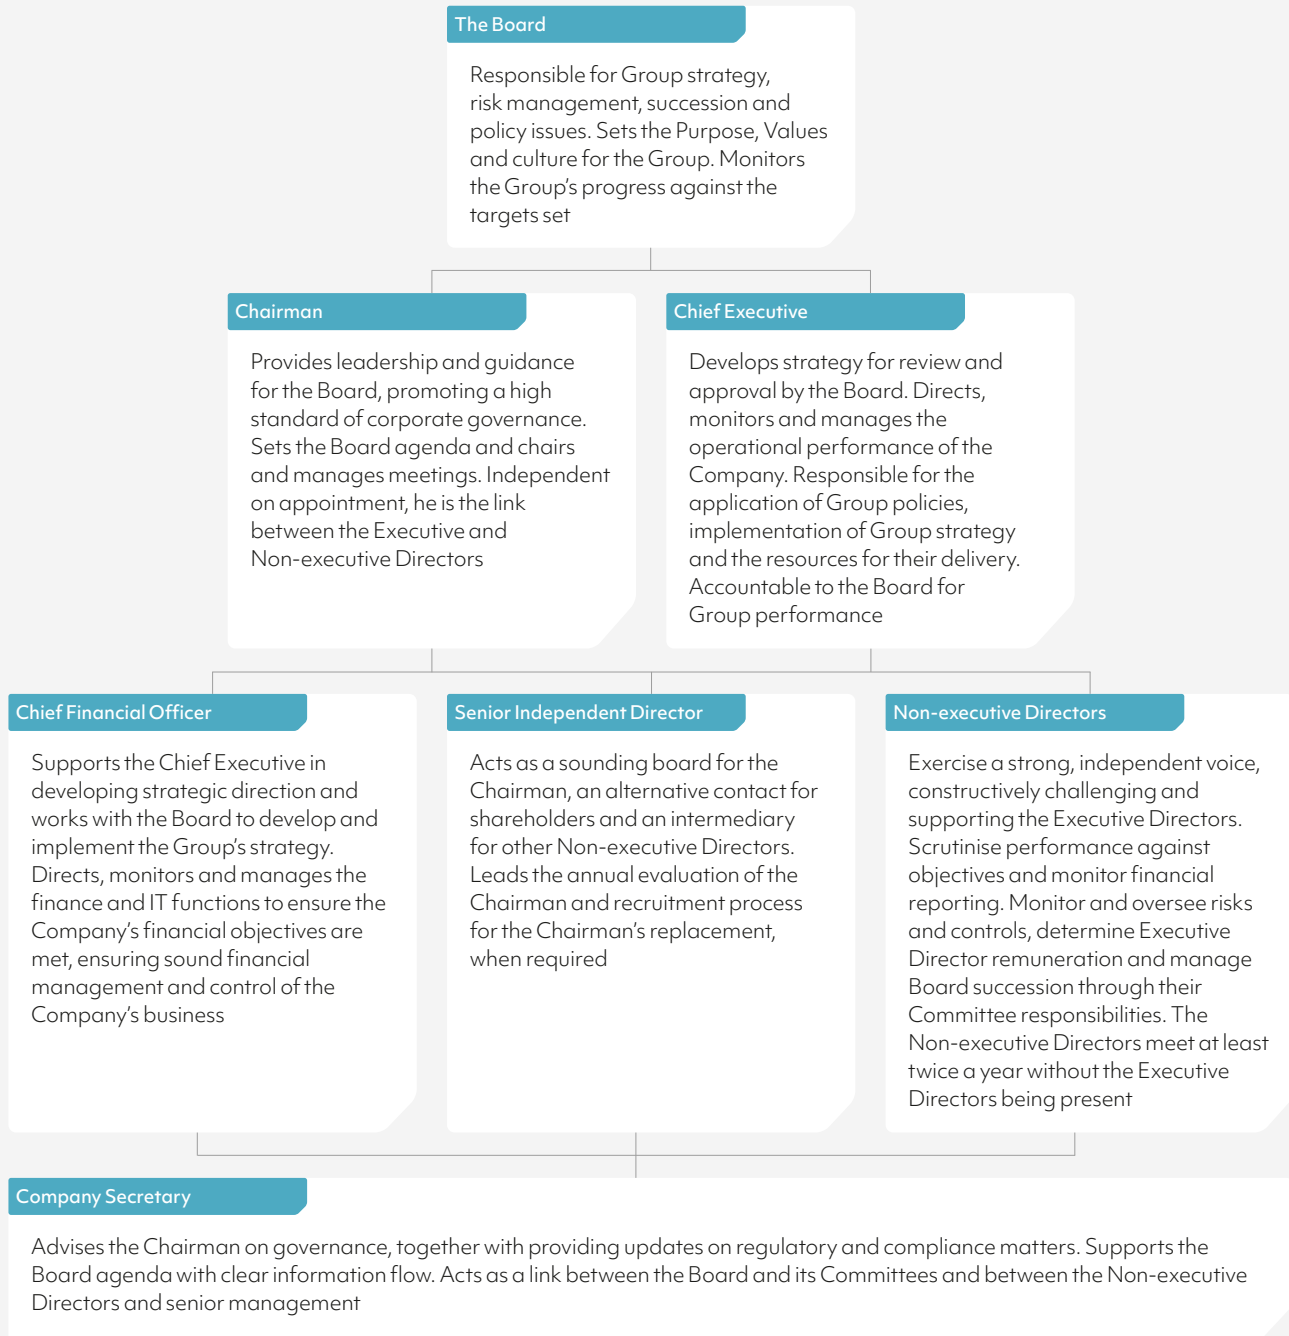 The Board
Responsible for Group strategy,
risk management, succession and
policy issues. Sets the Purpose, Values
and culture for the Group. Monitors
the Group’s progress against the
targets set
Chairman
Provides leadership and guidance
for the Board, promoting a high
standard of corporate governance.
Sets the Board agenda and chairs
and manages meetings. Independent
on appointment, he is the link
between the Executive and
Non-executive Directors
Chief Executive
Develops strategy for review and
approval by the Board. Directs,
monitors and manages the
operational performance of the
Company. Responsible for the
application of Group policies,
implementation of Group strategy
and the resources for their delivery.
Accountable to the Board for
Group performance
Chief Financial Officer
Supports the Chief Executive in
developing strategic direction and
works with the Board to develop and
implement the Group’s strategy.
Directs, monitors and manages the
finance and IT functions to ensure the
Company’s financial objectives are
met, ensuring sound financial
management and control of the
Company’s business
Senior Independent Director
Acts as a sounding board for the
Chairman, an alternative contact for
shareholders and an intermediary
for other Non-executive Directors.
Leads the annual evaluation of the
Chairman and recruitment process
for the Chairman’s replacement,
when required
Non-executive Directors
Exercise a strong, independent voice,
constructively challenging and
supporting the Executive Directors.
Scrutinise performance against
objectives and monitor financial
reporting. Monitor and oversee risks
and controls, determine Executive
Director remuneration and manage
Board succession through their
Committee responsibilities. The
Non-executive Directors meet at least
twice a year without the Executive
Directors being present
Company Secretary
Advises the Chairman on governance, together with providing updates on regulatory and compliance matters. Supports the
Board agenda with clear information flow. Acts as a link between the Board and its Committees and between the Non-executive
Directors and senior management